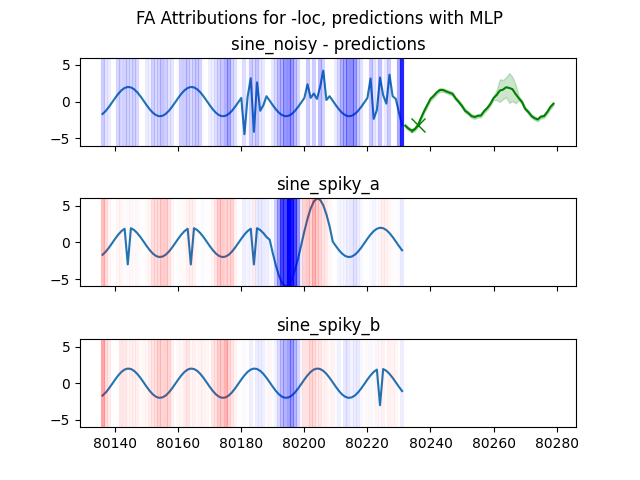 FA Attributions for -loc, predictions with MLP
sine_noisy - predictions
5
0
−5
sine_spiky_a
5
0
−5
sine_spiky_b
5
0
−5
80140 80160 80180 80200 80220 80240 80260 80280